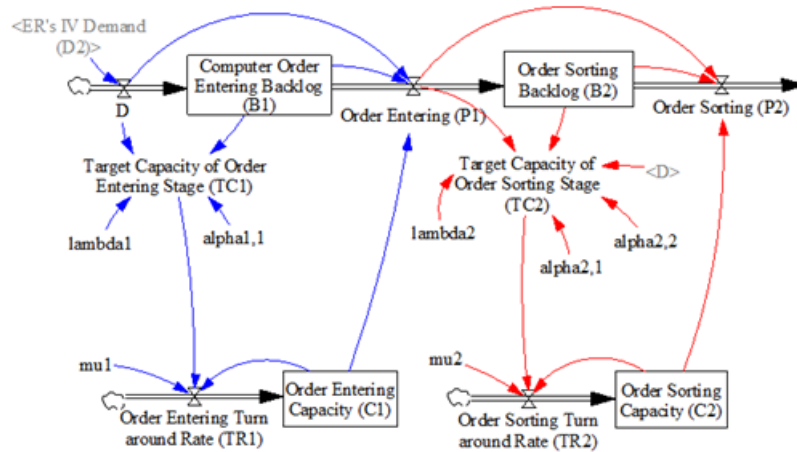 <ER's IV Demand
(D2)>
D
Computer Order
Entering Backlog
(B1)
Order Entering (P1)
Order Sorting
Backlog (B2)
Order Sorting (P2)
Target Capacity of Order
Entering Stage (TC1)
lambda1
alpha1,1
Target Capacity of
Order Sorting Stage
(TC2)
<D>
lambda2
alpha2,1
alpha2,2
mu1
Order Entering Turn
around Rate (TR1)
Order Entering
Capacity (C1)
mu2
Order Sorting Turn
around Rate (TR2)
Order Sorting
Capacity (C2)